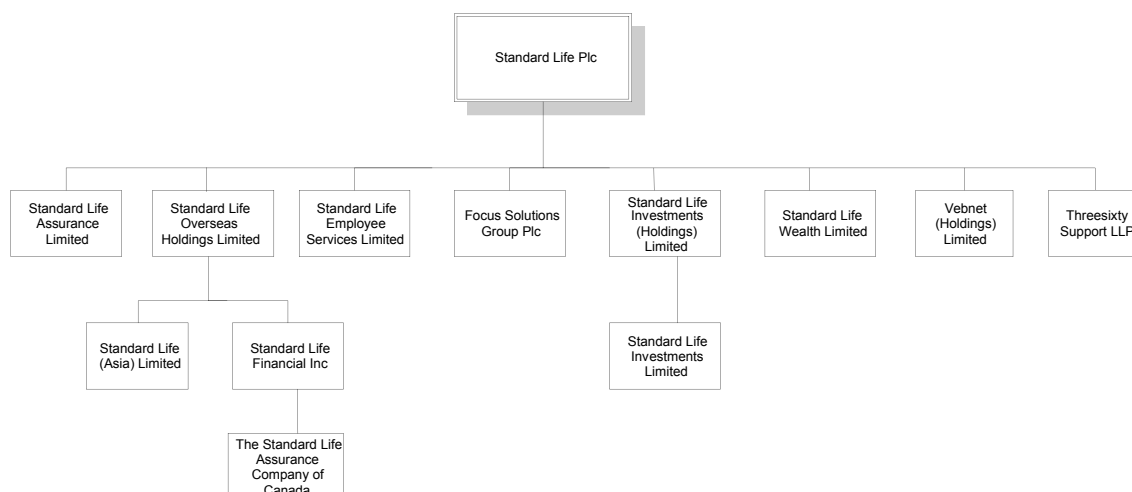 Standard Life Plc
Standard Life
Assurance
Limited
Standard Life
Overseas
Holdings Limited
Standard Life
Employee
Services Limited
Focus Solutions
Group Plc
Standard Life
Investments
(Holdings)
Limited
Standard Life
Wealth Limited
Vebnet
(Holdings)
Limited
Threesixty
Support LLP
Standard Life
(Asia) Limited
Standard Life
Financial Inc
Standard Life
Investments
Limited
The Standard Life
Assurance
Company of
Canada